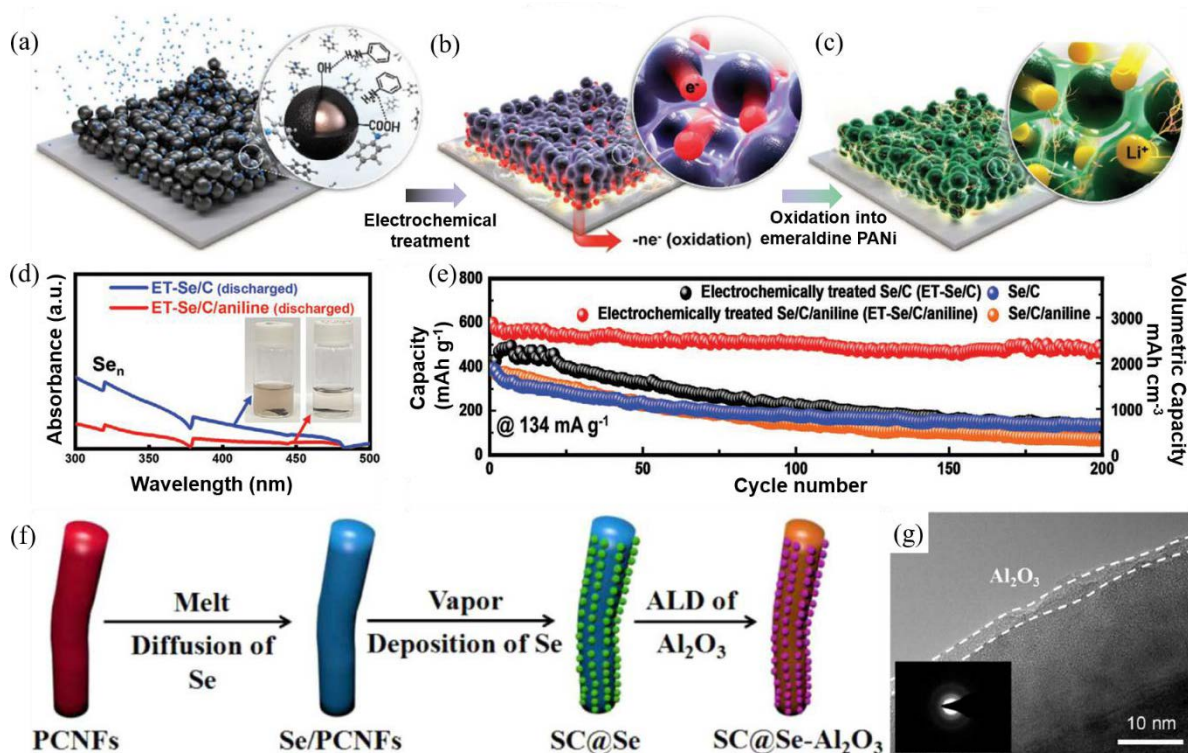 (a)
OH
COOH
Electrochemical
treatment
(b)
e-
-ne- (oxidation)
Oxidation into
emeraldine PANi
(c)
Li+
(d)
Absorbance (a.u.)
ET-Se/C (discharged)
ET-Se/C/aniline (discharged)
Sen
300 350 400 450 500
Wavelength (nm)
(e)
Capacity
(mAh g-1)
800
600
400
200
0
Electrochemically treated Se/C (ET-Se/C) Se/C
Electrochemically treated Se/C/aniline (ET-Se/C/aniline) Se/C/aniline
@ 134 mA g-1
0 50 100 150 200
Cycle number
3000
2000
1000
0
Volumetric Capacity
mAh cm-3
(f)
PCNFs
Melt
Diffusion of
Se
Se/PCNFs
Vapor
Deposition of Se
SC@Se
ALD of
Al2O3
SC@Se-Al2O3
(g)
Al2O3
10 nm